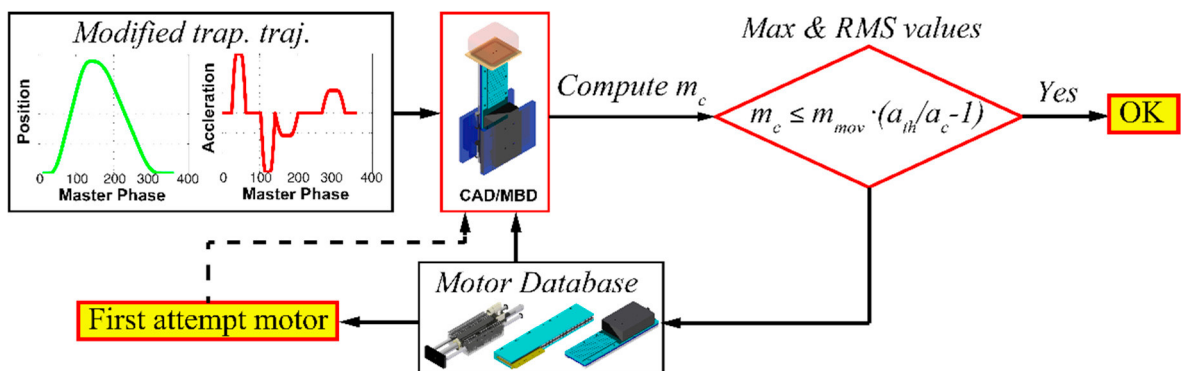 Modified trap. traj.
Position
0 100 200 300 400
Master Phase
Accleration
0 100 200 300 400
Master Phase
CAD/MBD
Compute m_c
Max & RMS values
m_c ≤ m_mov ·(a_th/a_c-1)
Yes
OK
Motor Database
First attempt motor